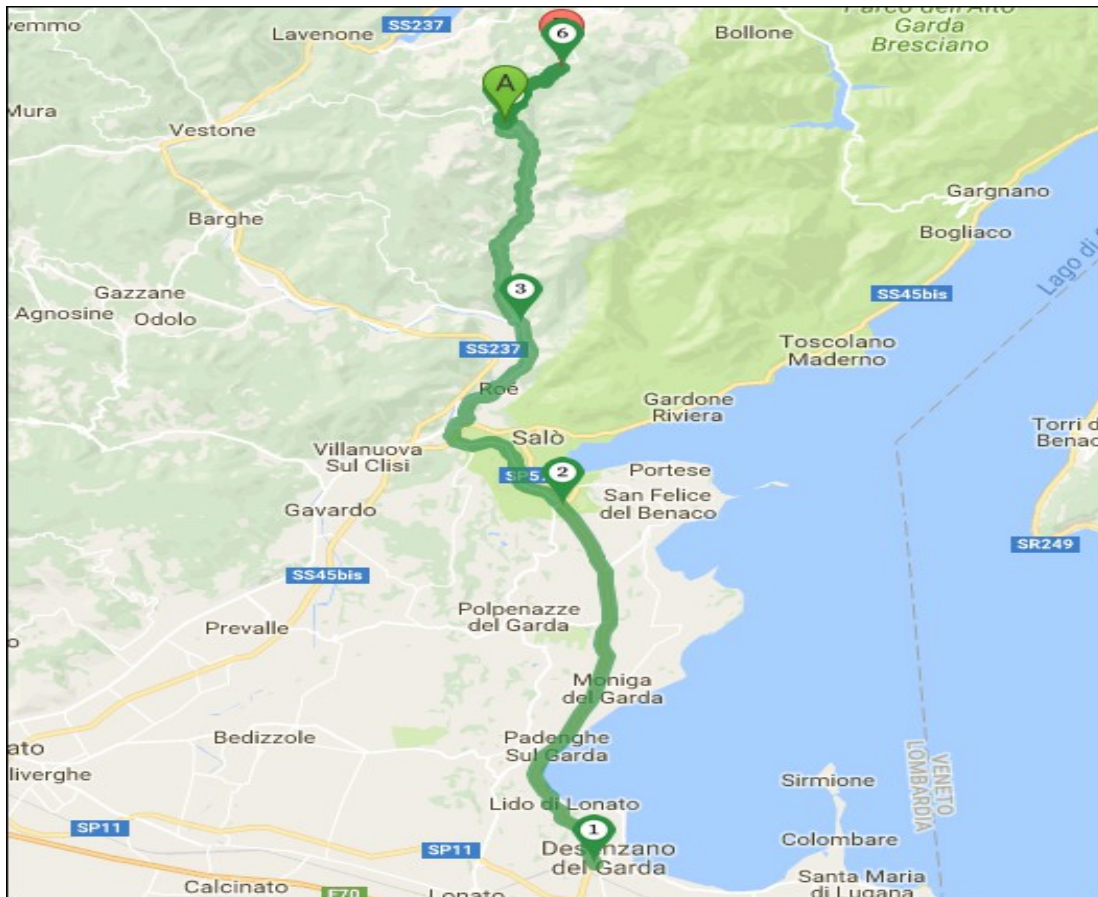 SS237
Parco dell'Alto
Garda
Bresciano
Lavenone
Bollone
6
A
Mura
Vestone
Gargnano
Barghe
Bogliaco
Gazzane
Agnosine
Odolo
3
SS45bis
SS237
Toscolano
Maderno
Roè
Gardone
Riviera
Salò
Villanuova
Sul Clisi
2
Portese
San Felice
del Benaco
Gavardo
SR249
SS45bis
Polpenazze
del Garda
Prevalle
Moniga
del Garda
Bedizzole
Padenghe
Sul Garda
VENETO
LOMBARDIA
Sirmione
Lido di Lonato
1
SP11
SP11
Desenzano
del Garda
Colombare
Calcinato
E70
Lonato
Santa Maria
di Lugana